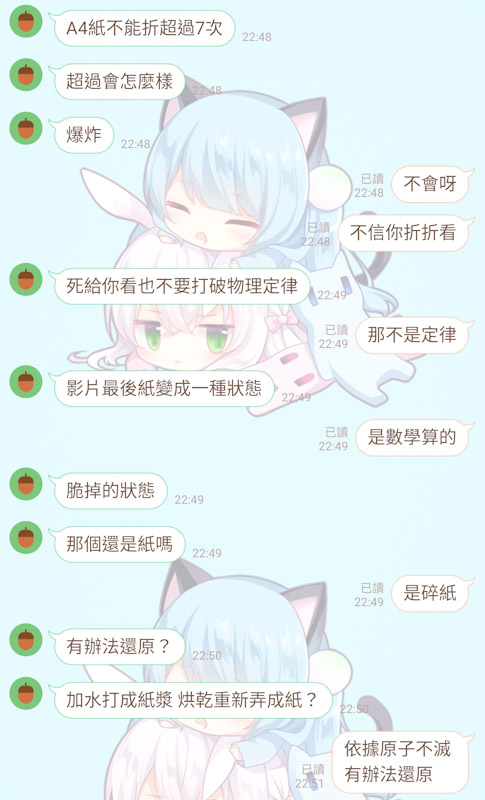 A4紙不能折超過7次
22:48
超過會怎麼樣
22:48
爆炸
22:48
已讀
22:48
不會呀
已讀
22:48
不信你折折看
死給你看也不要打破物理定律
22:49
已讀
22:49
那不是定律
影片最後紙變成一種狀態
22:49
已讀
22:49
是數學算的
脆掉的狀態
22:49
那個還是紙嗎
22:49
已讀
22:49
是碎紙
有辦法還原？
22:50
加水打成紙漿 烘乾重新弄成紙？
22:50
已讀
22:51
依據原子不滅
有辦法還原